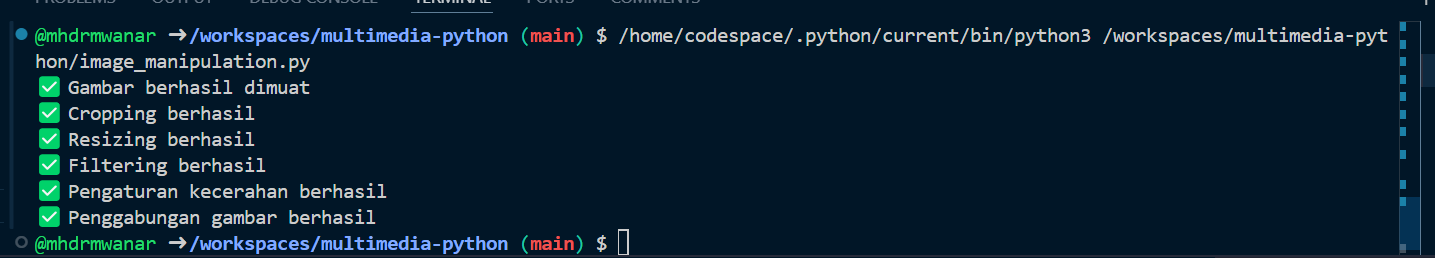 PROBLEMS OUTPUT DEBUG CONSOLE TERMINAL PORTS COMMENTS
@mhdrmwanar ➜/workspaces/multimedia-python (main) $ /home/codespace/.python/current/bin/python3 /workspaces/multimedia-pyt
hon/image_manipulation.py
✅ Gambar berhasil dimuat
✅ Cropping berhasil
✅ Resizing berhasil
✅ Filtering berhasil
✅ Pengaturan kecerahan berhasil
✅ Penggabungan gambar berhasil
@mhdrmwanar ➜/workspaces/multimedia-python (main) $